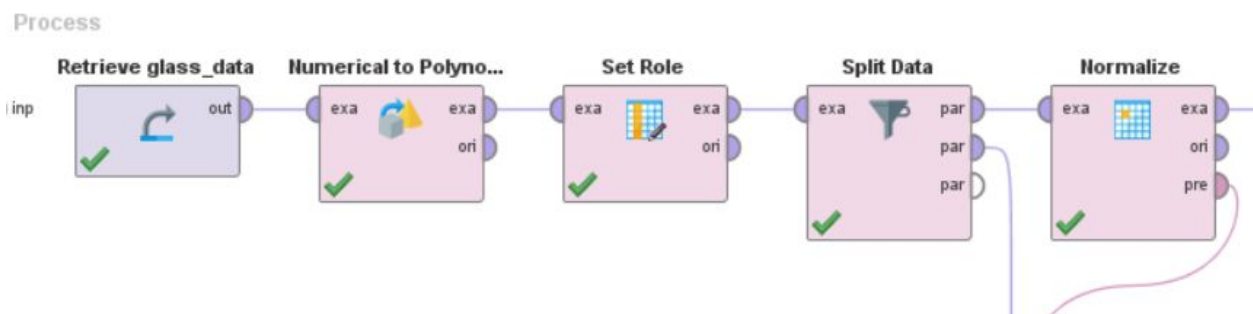 Process
Retrieve glass_data
Numerical to Polyno...
Set Role
Split Data
Normalize
inp
out
exa
exa
exa
exa
exa
par
exa
exa
ori
ori
par
ori
par
pre